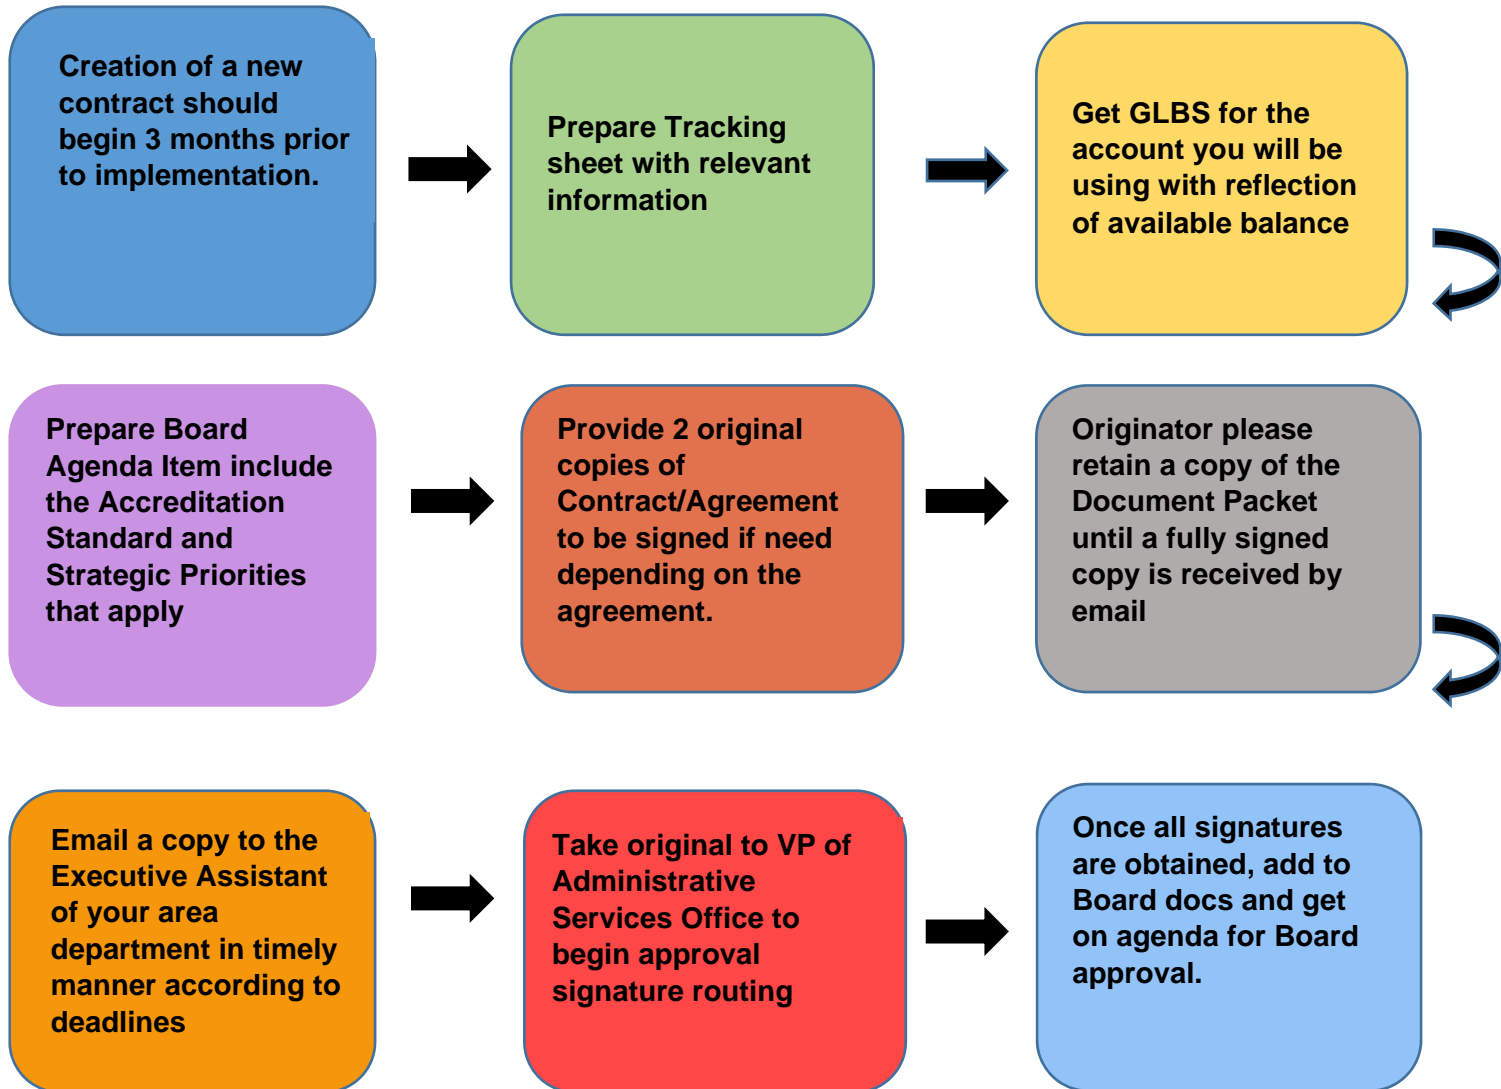 Creation of a new
contract should
begin 3 months prior
to implementation.
Prepare Tracking
sheet with relevant
information
Get GLBS for the
account you will be
using with reflection
of available balance
Prepare Board
Agenda Item include
the Accreditation
Standard and
Strategic Priorities
that apply
Provide 2 original
copies of
Contract/Agreement
to be signed if need
depending on the
agreement.
Originator please
retain a copy of the
Document Packet
until a fully signed
copy is received by
email
Email a copy to the
Executive Assistant
of your area
department in timely
manner according to
deadlines
Take original to VP of
Administrative
Services Office to
begin approval
signature routing
Once all signatures
are obtained, add to
Board docs and get
on agenda for Board
approval.